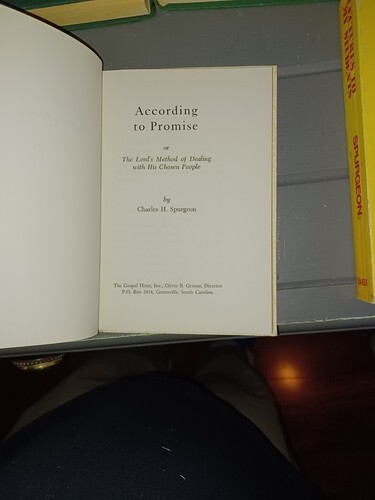 According
to Promise
or
The Lord's Method of Dealing
with His Chosen People
by
Charles H. Spurgeon
The Gospel Hour, Inc., Oliver B. Greene, Director
P.O. Box 2024, Greenville, South Carolina
SPURGEON